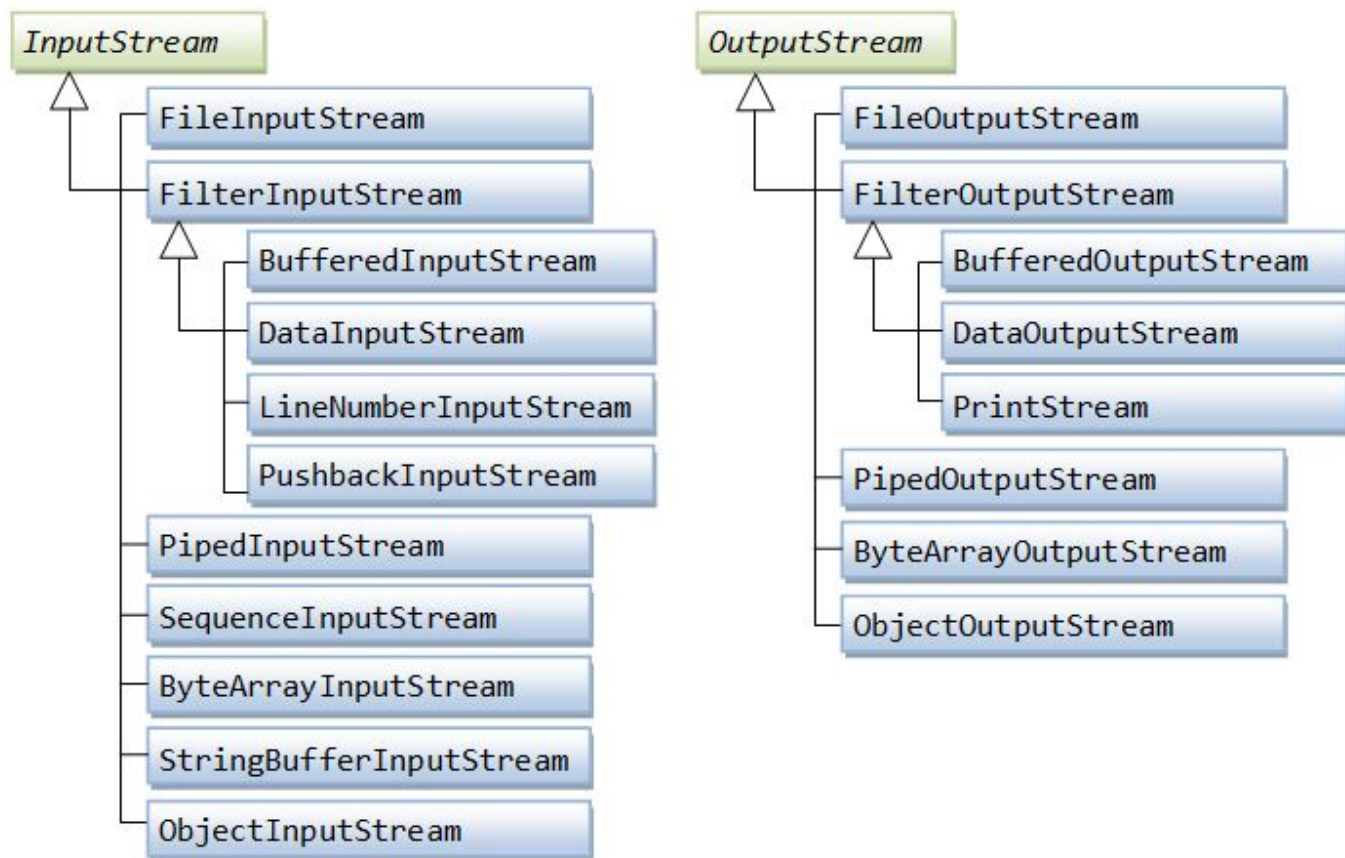 InputStream
FileInputStream
FilterInputStream
BufferedInputStream
DataInputStream
LineNumberInputStream
PushbackInputStream
PipedInputStream
SequenceInputStream
ByteArrayInputStream
StringBufferInputStream
ObjectInputStream
OutputStream
FileOutputStream
FilterOutputStream
BufferedOutputStream
DataOutputStream
PrintStream
PipedOutputStream
ByteArrayOutputStream
ObjectOutputStream